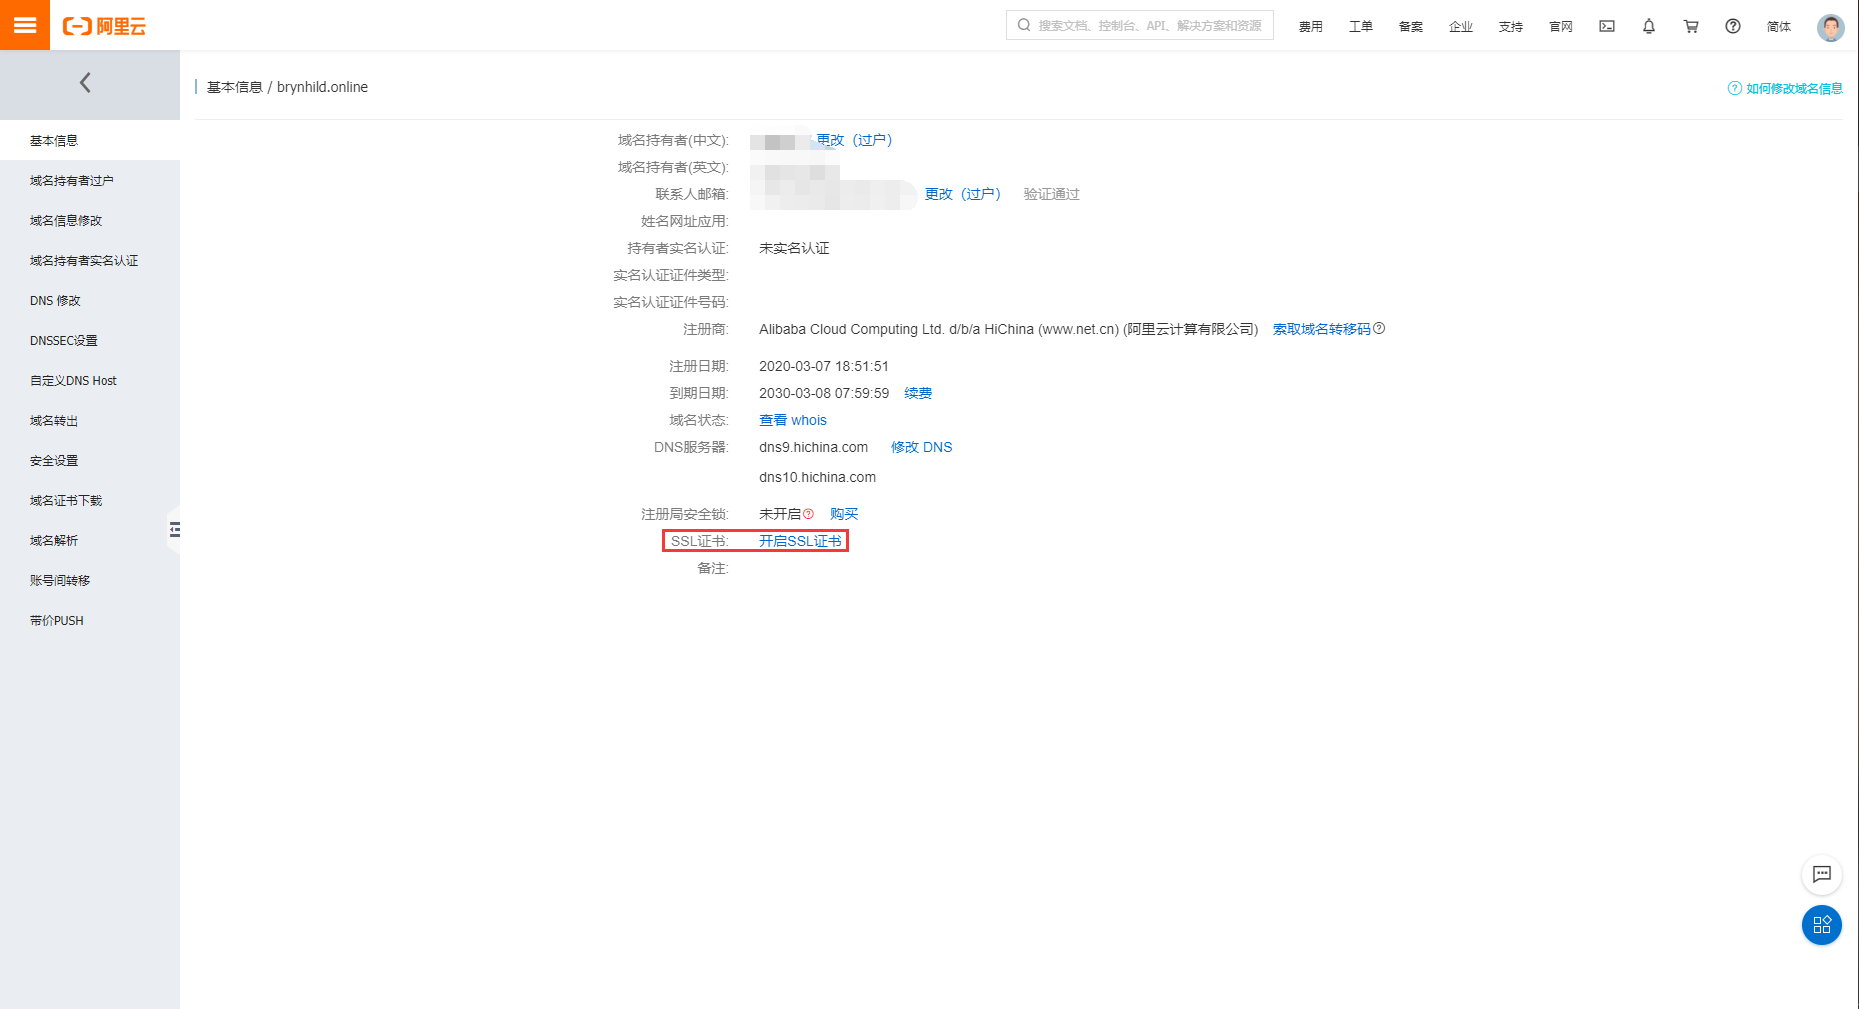 阿里云
搜索文档、控制台、API、解决方案和资源
费用 工单 备案 企业 支持 官网 简体
基本信息 / brynhild.online
如何修改域名信息
基本信息
域名持有者过户
域名信息修改
域名持有者实名认证
DNS 修改
DNSSEC设置
自定义DNS Host
域名转出
安全设置
域名证书下载
域名解析
账号间转移
带价PUSH
域名持有者(中文): 更改（过户）
域名持有者(英文):
联系人邮箱: 更改（过户） 验证通过
姓名网址应用:
持有者实名认证: 未实名认证
实名认证证件类型:
实名认证证件号码:
注册商: Alibaba Cloud Computing Ltd. d/b/a HiChina (www.net.cn) (阿里云计算有限公司) 索取域名转移码
注册日期: 2020-03-07 18:51:51
到期日期: 2030-03-08 07:59:59 续费
域名状态: 查看 whois
DNS服务器: dns9.hichina.com 修改 DNS
dns10.hichina.com
注册局安全锁: 未开启 购买
SSL证书: 开启SSL证书
备注: